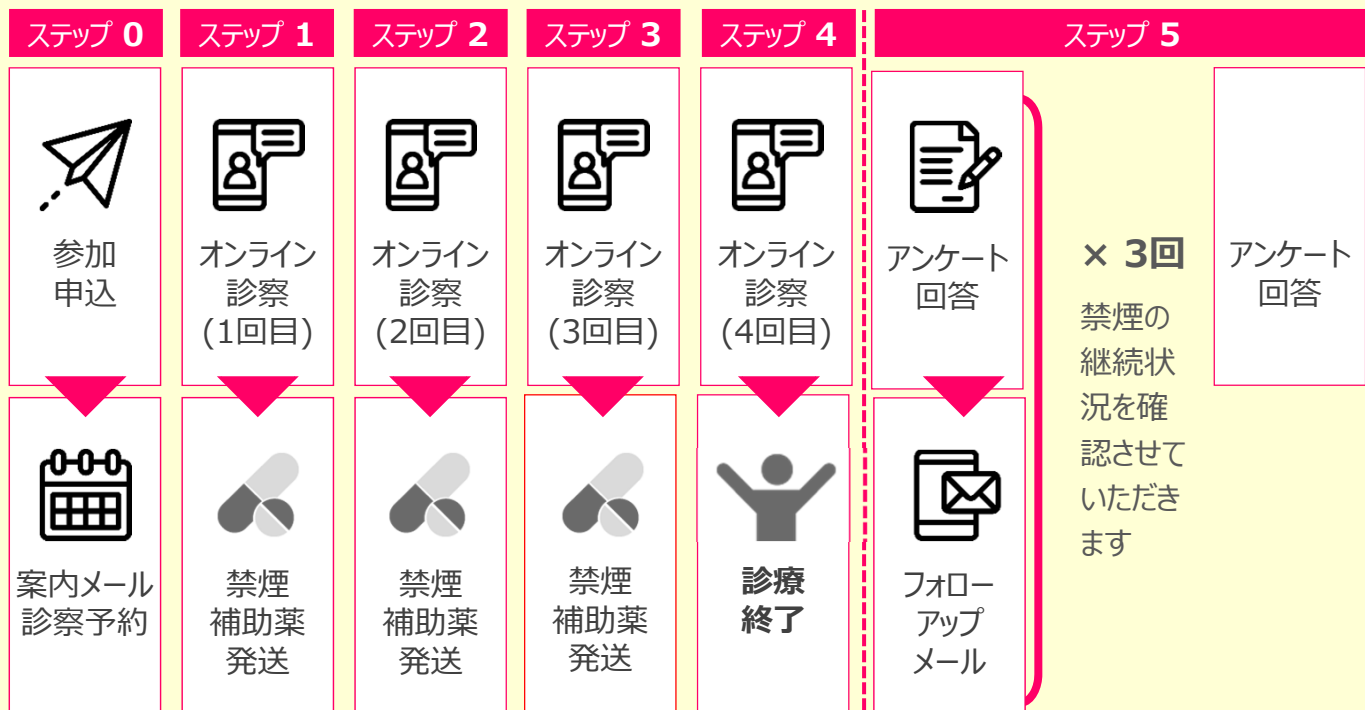 ステップ 0
参加
申込
案内メール
診察予約
ステップ 1
オンライン
診察
(1回目)
禁煙
補助薬
発送
ステップ 2
オンライン
診察
(2回目)
禁煙
補助薬
発送
ステップ 3
オンライン
診察
(3回目)
禁煙
補助薬
発送
ステップ 4
オンライン
診察
(4回目)
診療
終了
ステップ 5
アンケート
回答
フォロー
アップ
メール
× 3回
禁煙の
継続状
況を確
認させて
いただき
ます
アンケート
回答